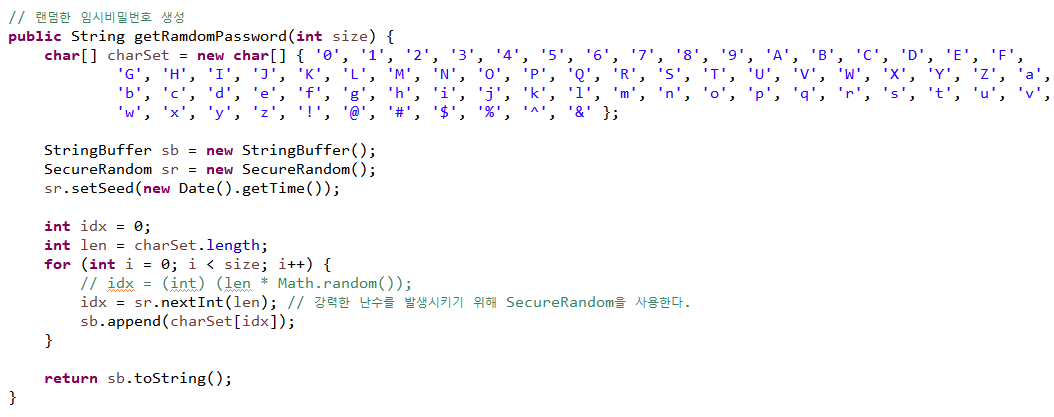 // 랜덤한 임시비밀번호 생성
public String getRamdomPassword(int size) {
    char[] charSet = new char[] { '0', '1', '2', '3', '4', '5', '6', '7', '8', '9', 'A', 'B', 'C', 'D', 'E', 'F',
            'G', 'H', 'I', 'J', 'K', 'L', 'M', 'N', 'O', 'P', 'Q', 'R', 'S', 'T', 'U', 'V', 'W', 'X', 'Y', 'Z', 'a',
            'b', 'c', 'd', 'e', 'f', 'g', 'h', 'i', 'j', 'k', 'l', 'm', 'n', 'o', 'p', 'q', 'r', 's', 't', 'u', 'v',
            'w', 'x', 'y', 'z', '!', '@', '#', '$', '%', '^', '&' };

    StringBuffer sb = new StringBuffer();
    SecureRandom sr = new SecureRandom();
    sr.setSeed(new Date().getTime());

    int idx = 0;
    int len = charSet.length;
    for (int i = 0; i < size; i++) {
        // idx = (int) (len * Math.random());
        idx = sr.nextInt(len); // 강력한 난수를 발생시키기 위해 SecureRandom을 사용한다.
        sb.append(charSet[idx]);
    }

    return sb.toString();
}